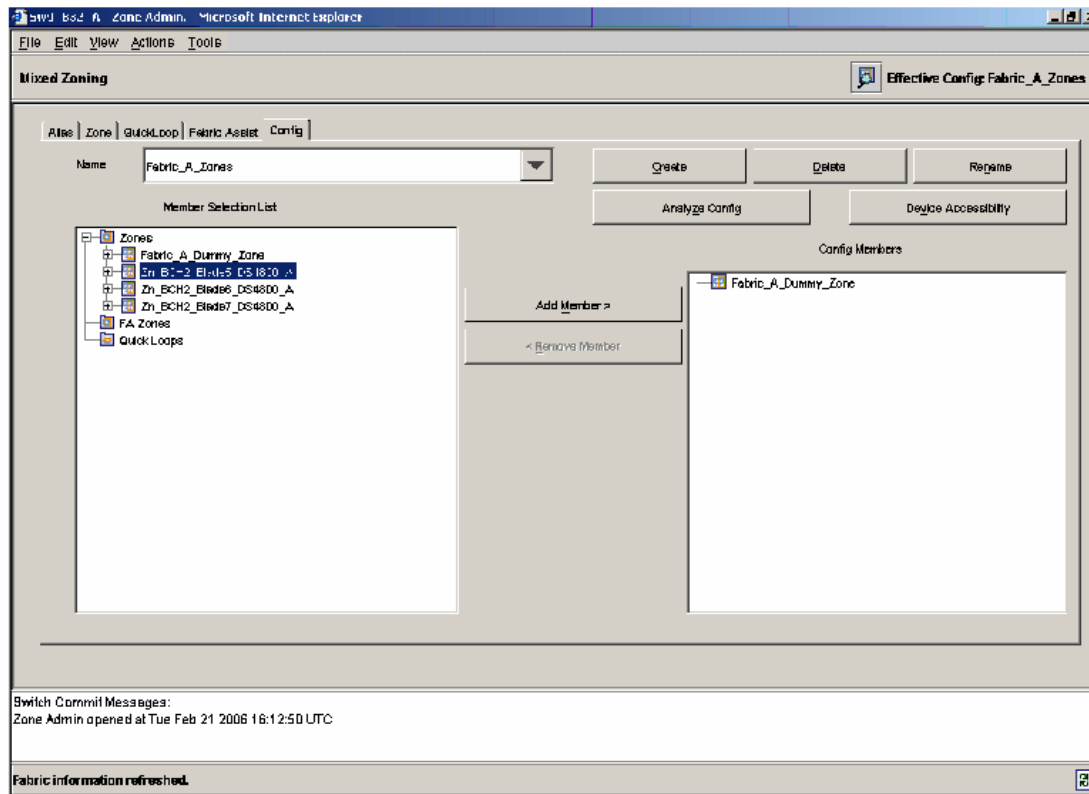 Sw1_B32_A - Zone Admin. - Microsoft Internet Explorer
File Edit View Actions Tools
Mixed Zoning
Effective Config: Fabric_A_Zones
Alias Zone QuickLoop Fabric Assist Config
Name
Fabric_A_Zones
Create
Delete
Rename
Member Selection List
Analyze Config
Device Accessibility
Zones
Fabric_A_Dummy_Zone
Zn_BCH2_Blade5_DS4800_A
Zn_BCH2_Blade6_DS4800_A
Zn_BCH2_Blade7_DS4800_A
FA Zones
Quick Loops
Add Member >
< Remove Member
Config Members
Fabric_A_Dummy_Zone
Switch Commit Messages:
Zone Admin opened at Tue Feb 21 2006 16:12:50 UTC
Fabric information refreshed.